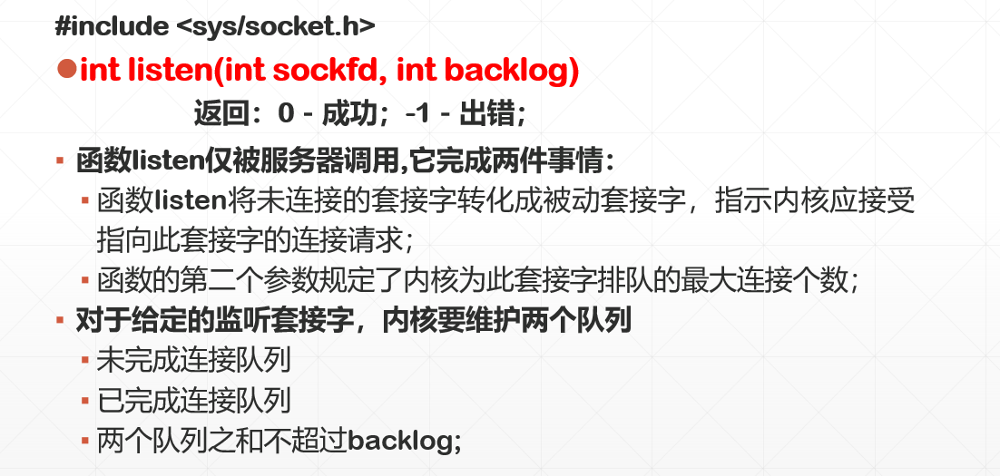 #include <sys/socket.h>
●int listen(int sockfd, int backlog)
返回：0 - 成功；-1 - 出错；
▪ 函数listen仅被服务器调用,它完成两件事情：
▪ 函数listen将未连接的套接字转化成被动套接字，指示内核应接受
指向此套接字的连接请求；
▪ 函数的第二个参数规定了内核为此套接字排队的最大连接个数；
▪ 对于给定的监听套接字，内核要维护两个队列
▪ 未完成连接队列
▪ 已完成连接队列
▪ 两个队列之和不超过backlog;